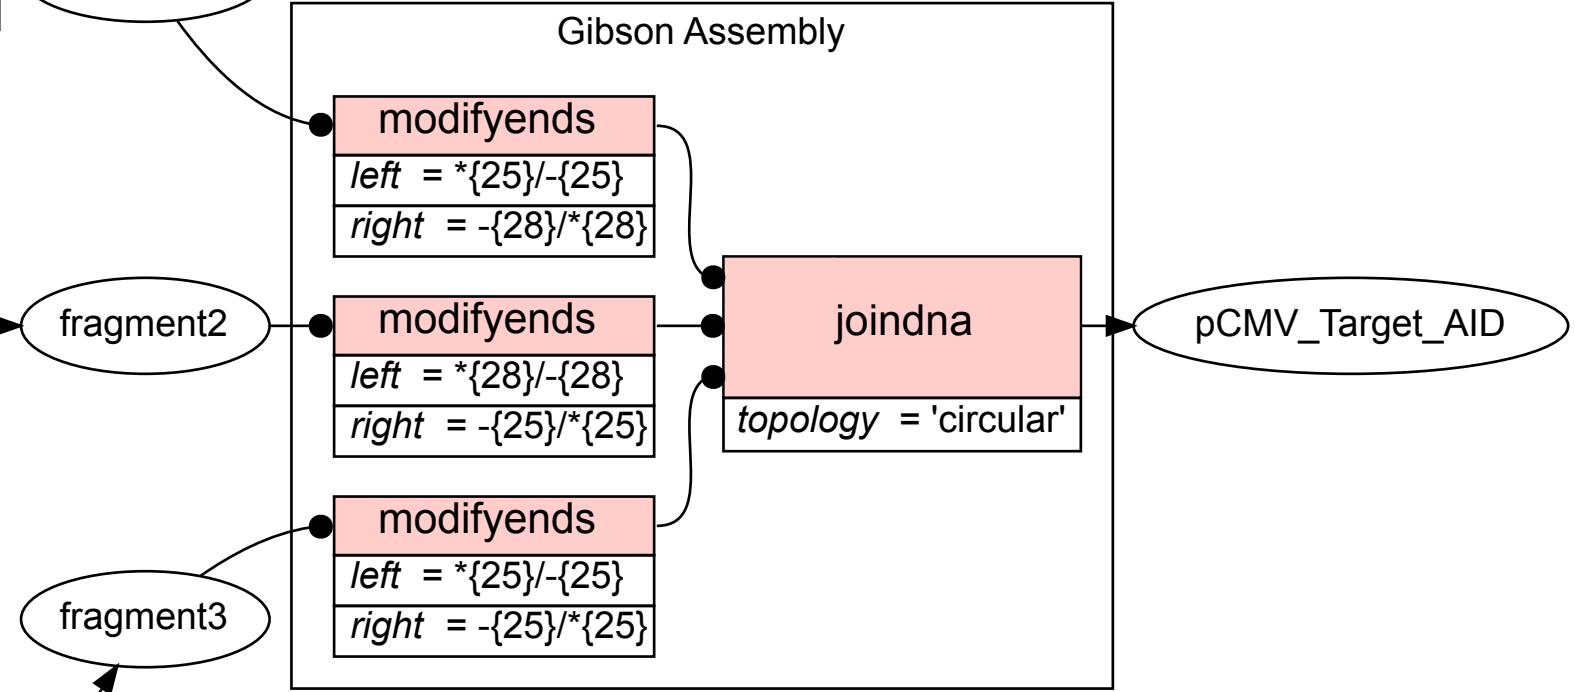 Gibson Assembly
modifyends
left = *{25}/-{25}
right = -{28}/*{28}
fragment2
modifyends
left = *{28}/-{28}
right = -{25}/*{25}
joindna
topology = 'circular'
pCMV_Target_AID
modifyends
left = *{25}/-{25}
right = -{25}/*{25}
fragment3